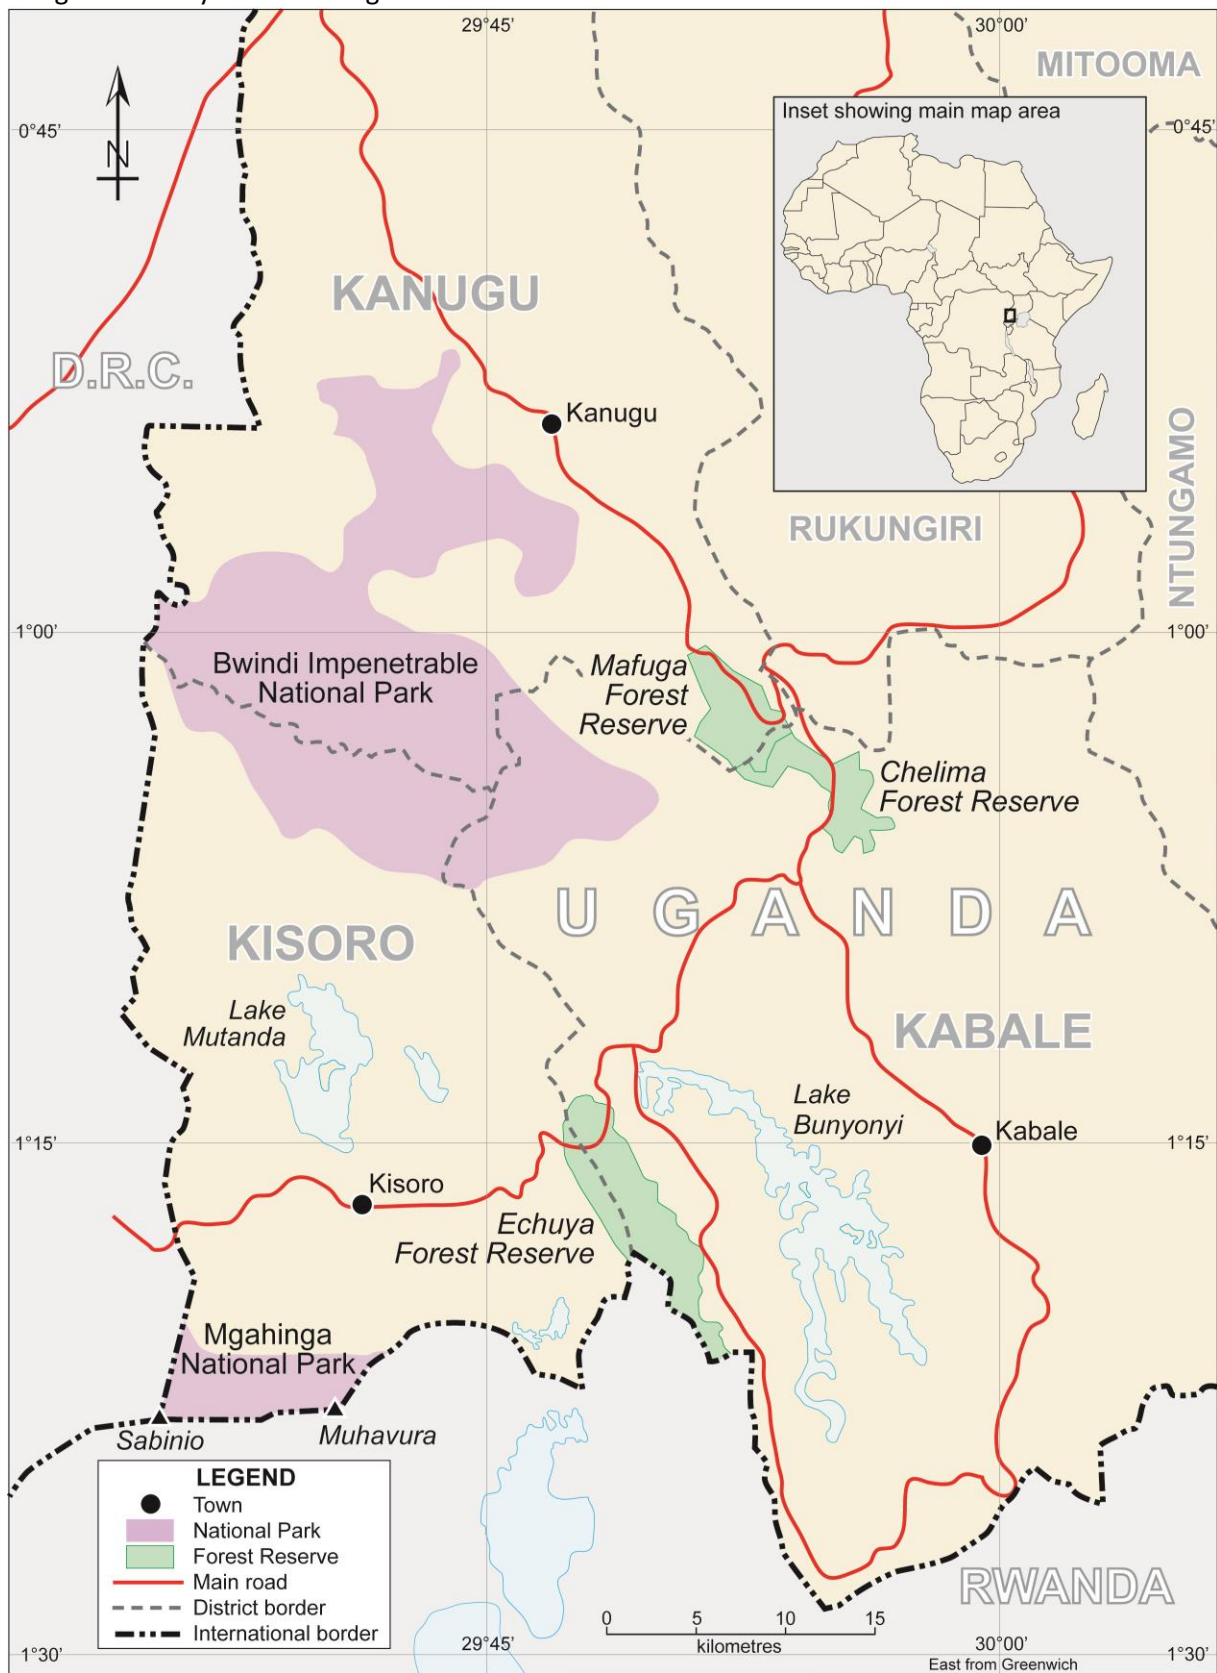 29°45'
30°00'
MITOOMA
Inset showing main map area
0°45'
0°45'
N
KANUGU
D.R.C.
Kanugu
NTUNGAMO
RUKUNGIRI
1°00'
1°00'
Bwindi Impenetrable
National Park
Mafuga
Forest
Reserve
Chelima
Forest Reserve
UGANDA
KISORO
Lake
Mutanda
KABALE
Lake
Bunyonyi
Kabale
1°15'
1°15'
Kisoro
Echuya
Forest Reserve
Mgahinga
National Park
Sabinio
Muhavura
LEGEND
Town
National Park
Forest Reserve
Main road
District border
International border
RWANDA
0 5 10 15
kilometres
1°30'
29°45'
30°00'
1°30'
East from Greenwich